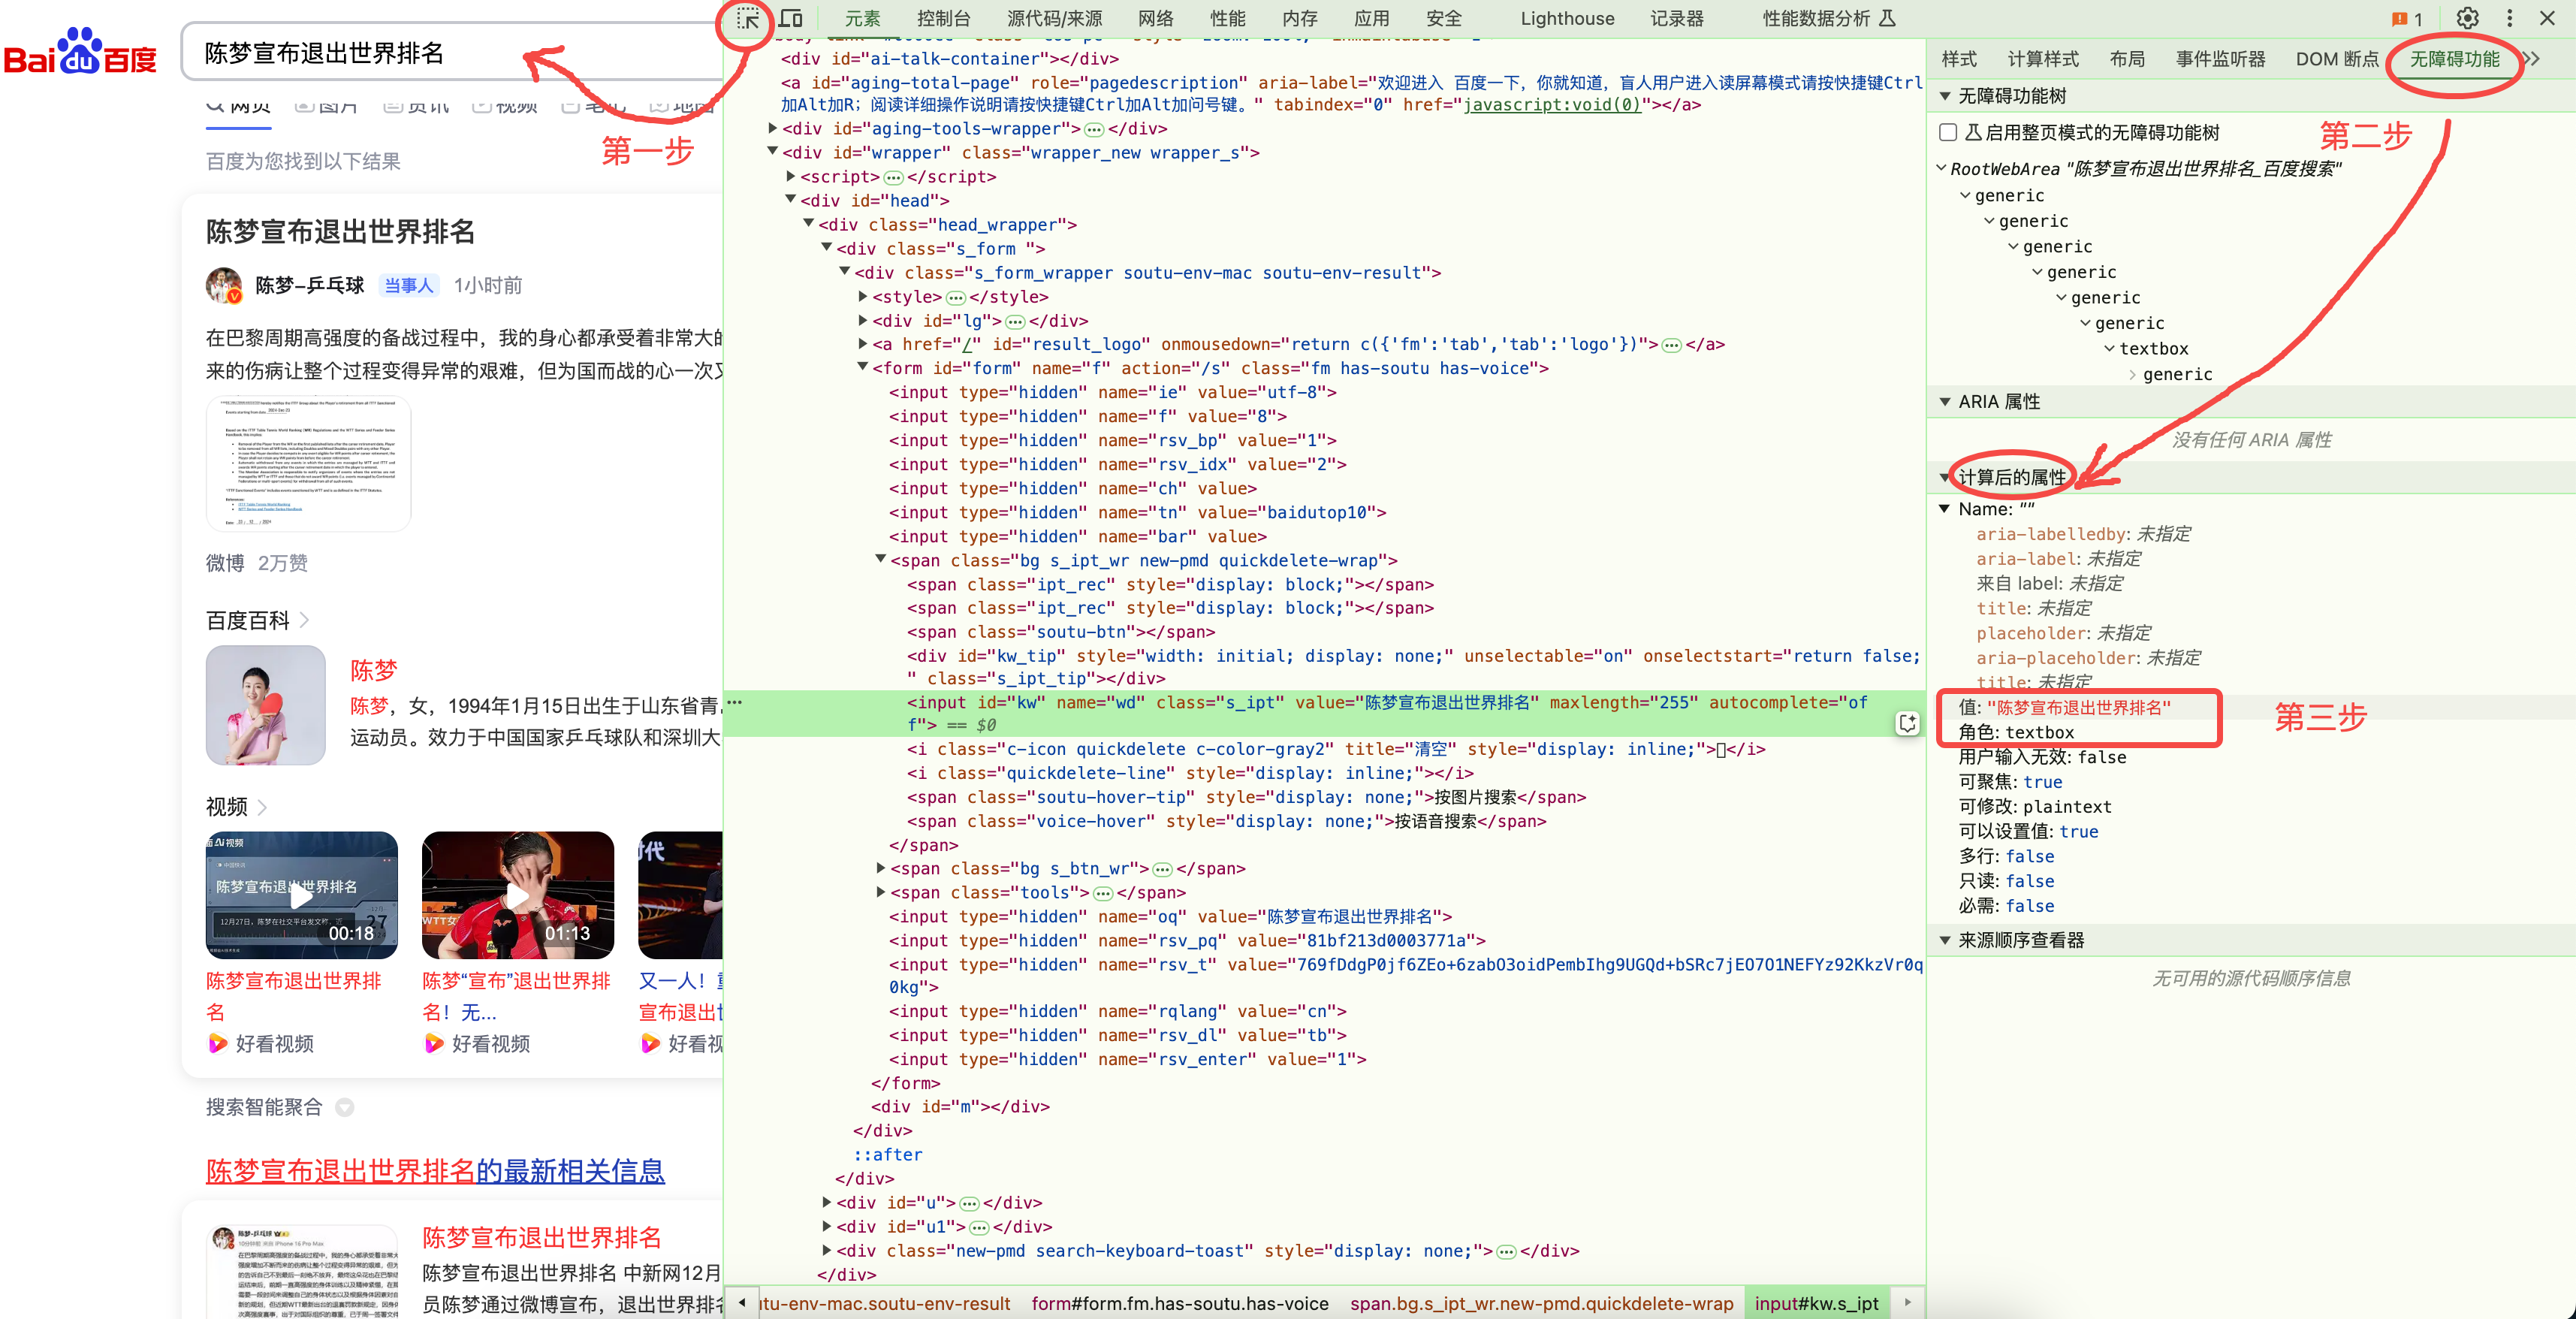 Bai du 百度
陈梦宣布退出世界排名
网页 图片 资讯 视频 笔记 地图
第一步
百度为您找到以下结果
陈梦宣布退出世界排名
陈梦-乒乓球 当事人 1小时前
在巴黎周期高强度的备战过程中，我的身心都承受着非常大的
来的伤病让整个过程变得异常的艰难，但为国而战的心一次又
微博 2万赞
百度百科
陈梦
陈梦，女，1994年1月15日出生于山东省青
运动员。效力于中国国家乒乓球队和深圳大
视频
陈梦宣布退出世界排名
00:18
01:13
陈梦宣布退出世界排
名
好看视频
陈梦“宣布”退出世界排
名！无...
好看视频
又一人！
宣布退出
好看视
搜索智能聚合
陈梦宣布退出世界排名的最新相关信息
陈梦宣布退出世界排名
陈梦宣布退出世界排名 中新网12月
员陈梦通过微博宣布，退出世界排名
元素 控制台 源代码/来源 网络 性能 内存 应用 安全 Lighthouse 记录器 性能数据分析 1
<div id="ai-talk-container"></div>
<a id="aging-total-page" role="pagedescription" aria-label="欢迎进入 百度一下，你就知道，盲人用户进入读屏幕模式请按快捷键Ctrl
加Alt加R；阅读详细操作说明请按快捷键Ctrl加Alt加问号键。" tabindex="0" href="javascript:void(0)"></a>
<div id="aging-tools-wrapper">…</div>
<div id="wrapper" class="wrapper_new wrapper_s">
<script>…</script>
<div id="head">
<div class="head_wrapper">
<div class="s_form ">
<div class="s_form_wrapper soutu-env-mac soutu-env-result">
<style>…</style>
<div id="lg">…</div>
<a href="/" id="result_logo" onmousedown="return c({'fm':'tab','tab':'logo'})">…</a>
<form id="form" name="f" action="/s" class="fm has-soutu has-voice">
<input type="hidden" name="ie" value="utf-8">
<input type="hidden" name="f" value="8">
<input type="hidden" name="rsv_bp" value="1">
<input type="hidden" name="rsv_idx" value="2">
<input type="hidden" name="ch" value>
<input type="hidden" name="tn" value="baidutop10">
<input type="hidden" name="bar" value>
<span class="bg s_ipt_wr new-pmd quickdelete-wrap">
<span class="ipt_rec" style="display: block;"></span>
<span class="ipt_rec" style="display: block;"></span>
<span class="soutu-btn"></span>
<div id="kw_tip" style="width: initial; display: none;" unselectable="on" onselectstart="return false;
" class="s_ipt_tip"></div>
<input id="kw" name="wd" class="s_ipt" value="陈梦宣布退出世界排名" maxlength="255" autocomplete="of
f"> == $0
<i class="c-icon quickdelete c-color-gray2" title="清空" style="display: inline;"></i>
<i class="quickdelete-line" style="display: inline;"></i>
<span class="soutu-hover-tip" style="display: none;">按图片搜索</span>
<span class="voice-hover" style="display: none;">按语音搜索</span>
</span>
<span class="bg s_btn_wr">…</span>
<span class="tools">…</span>
<input type="hidden" name="oq" value="陈梦宣布退出世界排名">
<input type="hidden" name="rsv_pq" value="81bf213d0003771a">
<input type="hidden" name="rsv_t" value="769fDdgP0jf6ZEo+6zabO3oidPembIhg9UGQd+bSRc7jEO7O1NEFYz92KkzVr0q
0kg">
<input type="hidden" name="rqlang" value="cn">
<input type="hidden" name="rsv_dl" value="tb">
<input type="hidden" name="rsv_enter" value="1">
</form>
<div id="m"></div>
</div>
::after
</div>
<div id="u">…</div>
<div id="u1">…</div>
<div class="new-pmd search-keyboard-toast" style="display: none;">…</div>
</div>
utu-env-mac.soutu-env-result form#form.fm.has-soutu.has-voice span.bg.s_ipt_wr.new-pmd.quickdelete-wrap input#kw.s_ipt
样式 计算样式 布局 事件监听器 DOM 断点 无障碍功能
无障碍功能树
启用整页模式的无障碍功能树
第二步
RootWebArea "陈梦宣布退出世界排名_百度搜索"
generic
generic
generic
generic
generic
generic
textbox
generic
ARIA 属性
没有任何 ARIA 属性
计算后的属性
Name: ""
aria-labelledby: 未指定
aria-label: 未指定
来自 label: 未指定
title: 未指定
placeholder: 未指定
aria-placeholder: 未指定
title: 未指定
值: "陈梦宣布退出世界排名"
第三步
角色: textbox
用户输入无效: false
可聚焦: true
可修改: plaintext
可以设置值: true
多行: false
只读: false
必需: false
来源顺序查看器
无可用的源代码顺序信息